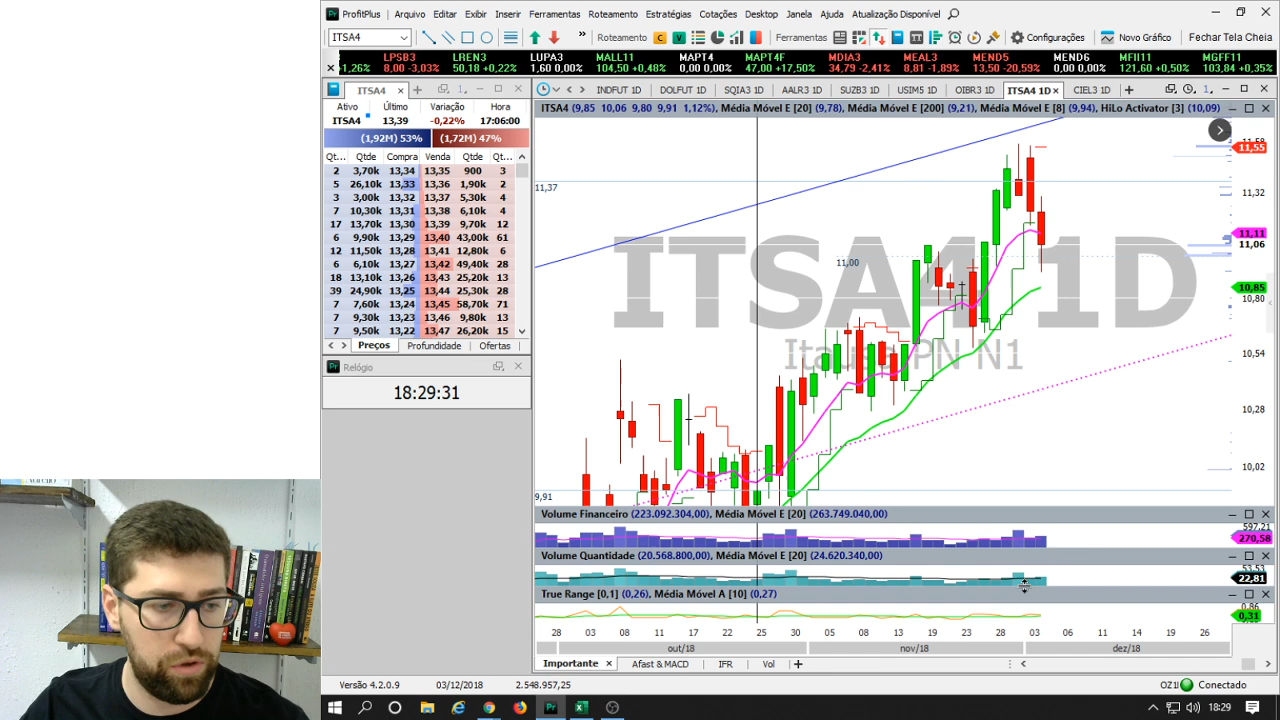 ProfitPlus Arquivo Editar Exibir Inserir Ferramentas Roteamento Estratégias Cotações Desktop Janela Ajuda Atualização Disponível
ITSA4 Roteamento Ferramentas Configurações Novo Gráfico Fechar Tela Cheia
LPSB3 LREN3 LUPA3 MALL11 MAPT4 MAPT4F MDIA3 MEAL3 MEND5 MEND6 MFII11 MGFF11
+1,26% 8,00 -3,03% 50,18 +0,22% 1,60 0,00% 104,50 +0,48% 0,00 0,00% 47,00 +17,50% 34,79 -2,41% 8,81 -1,89% 13,50 -20,59% 0,00 0,00% 121,60 +0,50% 103,84 +0,35%
ITSA4
INDFUT 1D DOLFUT 1D SQIA3 1D AALR3 1D SUZB3 1D USIM5 1D OIBR3 1D ITSA4 1D CIEL3 1D
Ativo Último Variação Hora
ITSA4 13,39 -0,22% 17:06:00
(1,92M) 53% (1,72M) 47%
Qt... Qtde Compra Venda Qtde Qt...
2 3,70k 13,34 13,35 900 3
5 26,10k 13,33 13,36 1,90k 2
3 3,00k 13,32 13,37 5,30k 4
7 10,30k 13,31 13,38 6,10k 4
17 13,70k 13,30 13,39 9,70k 12
6 9,90k 13,29 13,40 43,00k 61
12 11,50k 13,28 13,41 12,80k 6
6 6,10k 13,27 13,42 49,40k 28
18 13,10k 13,26 13,43 25,20k 13
39 24,90k 13,25 13,44 25,30k 28
7 7,60k 13,24 13,45 58,70k 71
7 9,30k 13,23 13,46 9,80k 13
7 9,50k 13,22 13,47 26,20k 15
Preços Profundidade Ofertas
Relógio
18:29:31
ITSA4 (9,85 10,06 9,80 9,91 1,12%), Média Móvel E [20] (9,78), Média Móvel E [200] (9,21), Média Móvel E [8] (9,94), HiLo Activator [3] (10,09)
11,55
11,37
11,32
11,11
11,06
11,00
10,85
10,80
10,54
10,28
10,02
9,91
ITSA4 1D
Itausa PN N1
Volume Financeiro (223.092.304,00), Média Móvel E [20] (263.749.040,00)
597,21
270,58
Volume Quantidade (20.568.800,00), Média Móvel E [20] (24.620.340,00)
53,53
22,81
True Range [0,1] (0,26), Média Móvel A [10] (0,27)
0,86
0,31
28 03 08 11 17 22 25 30 05 08 14 19 23 28 03 06 11 14 19 26
out/18 nov/18 dez/18
Importante Afast & MACD IFR Vol
Versão 4.2.0.9 03/12/2018 2.548.957,25 Conectado
18:29